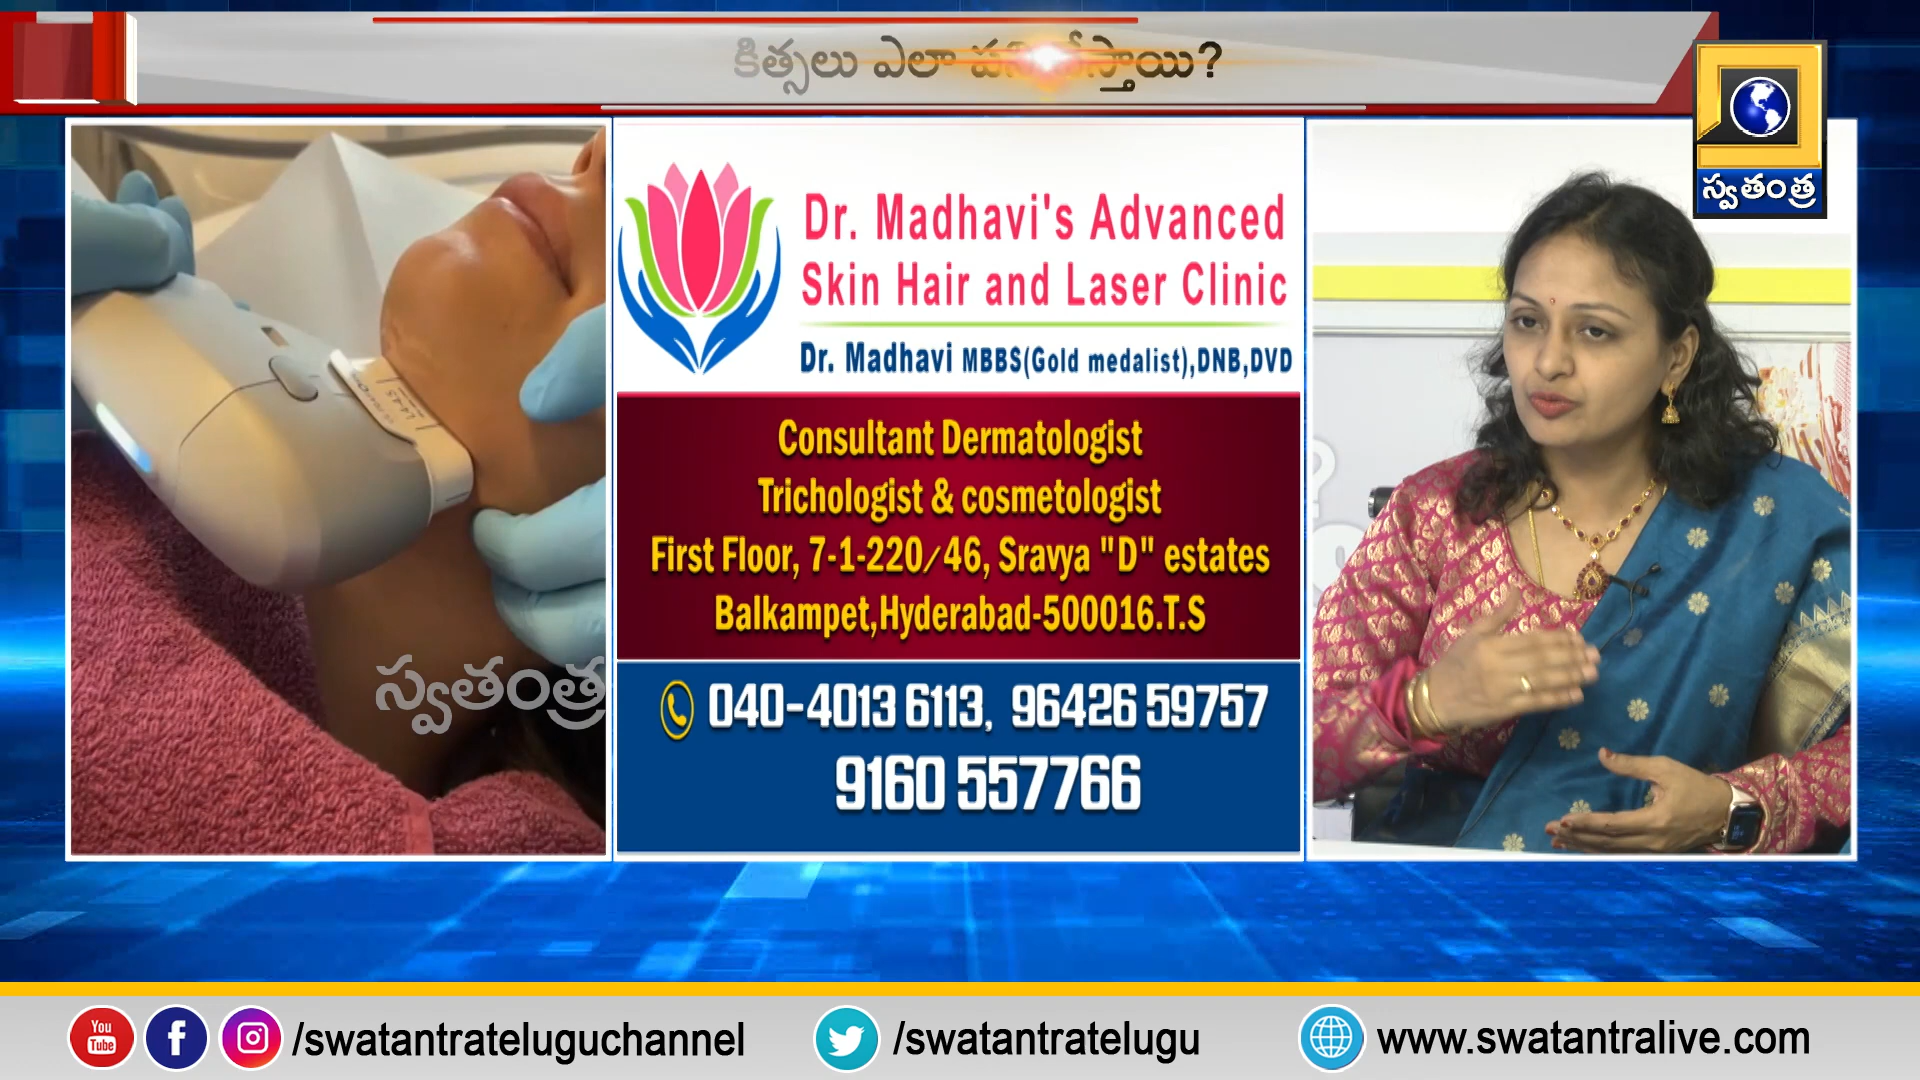 కిత్సలు ఎలా
స్వతంత్ర
Dr. Madhavi's Advanced
Skin Hair and Laser Clinic
Dr. Madhavi MBBS(Gold medalist),DNB,DVD
Consultant Dermatologist
Trichologist & cosmetologist
First Floor, 7-1-220/46, Sravya "D" estates
Balkampet,Hyderabad-500016.T.S
040-4013 6113, 96426 59757
9160 557766
స్వతంత్ర
You
Tube
/swatantrateluguchannel
/swatantratelugu
www.swatantralive.com